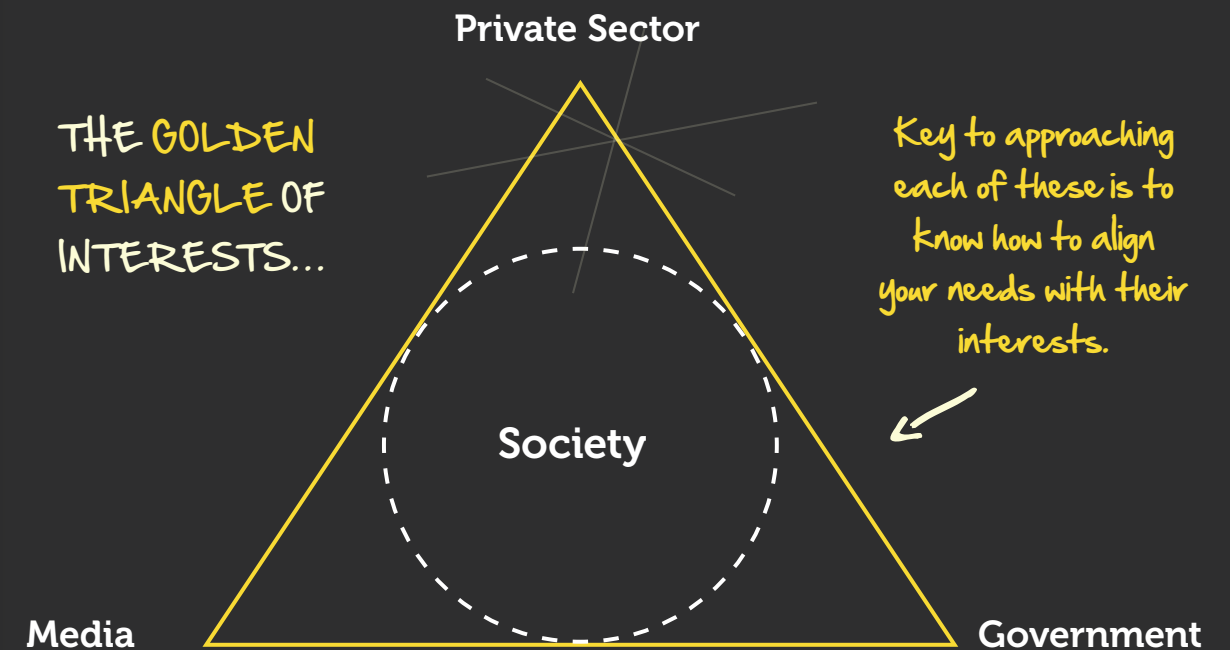 Private Sector
THE GOLDEN
TRIANGLE OF
INTERESTS...
Key to approaching
each of these is to
know how to align
your needs with their
interests.
Society
Media
Government